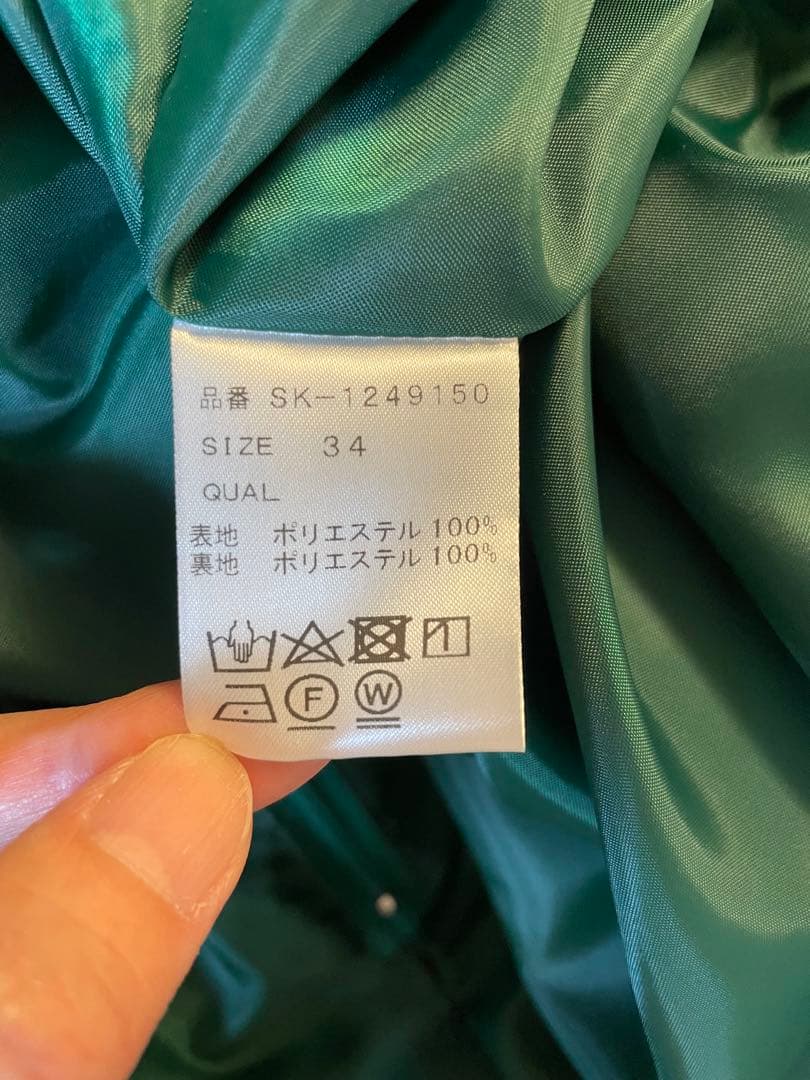 品番 SK-1249150
SIZE 34
QUAL
表地 ポリエステル 100%
裏地 ポリエステル 100%
F W